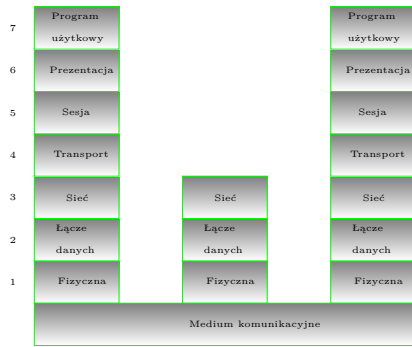 Program
użytkowy
7
Prezentacja
6
Sesja
5
Transport
4
Sieć
3
Łącze
danych
2
Fizyczna
1
Sieć
Łącze
danych
Fizyczna
Program
użytkowy
Prezentacja
Sesja
Transport
Sieć
Łącze
danych
Fizyczna
Medium komunikacyjne